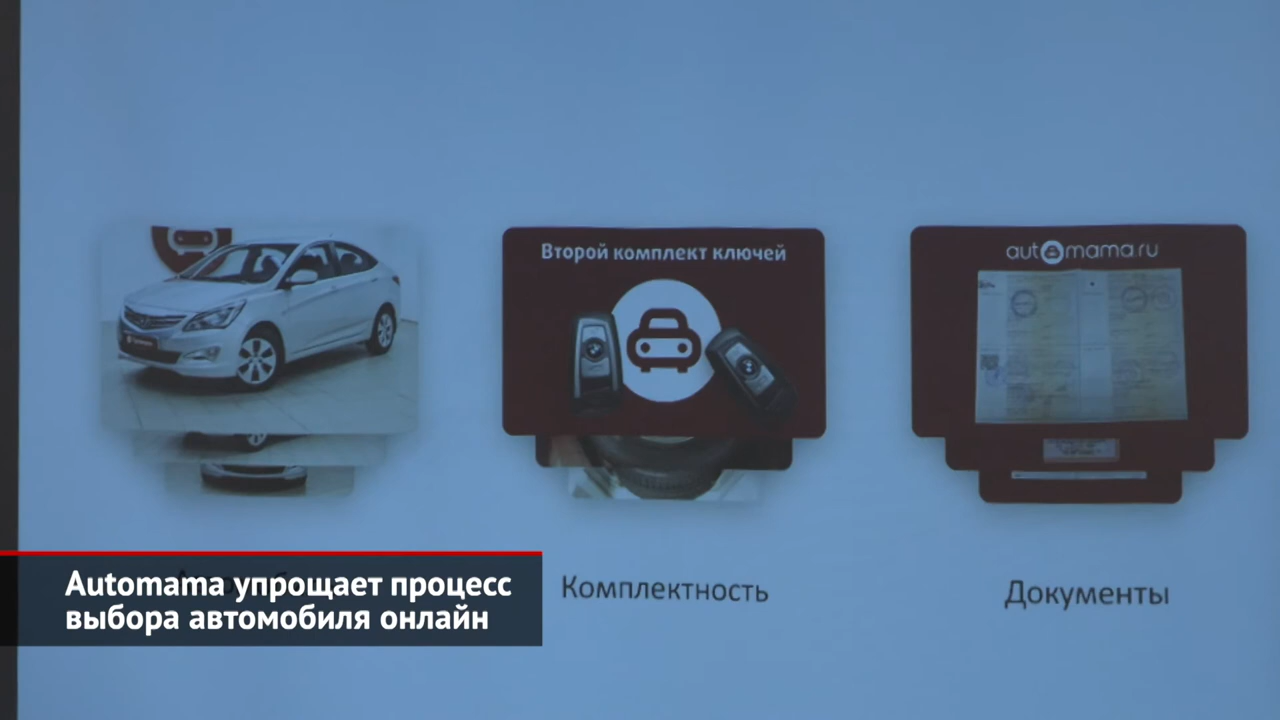 Второй комплект ключей
automama.ru
Комплектность
Документы
Automama упрощает процесс
выбора автомобиля онлайн